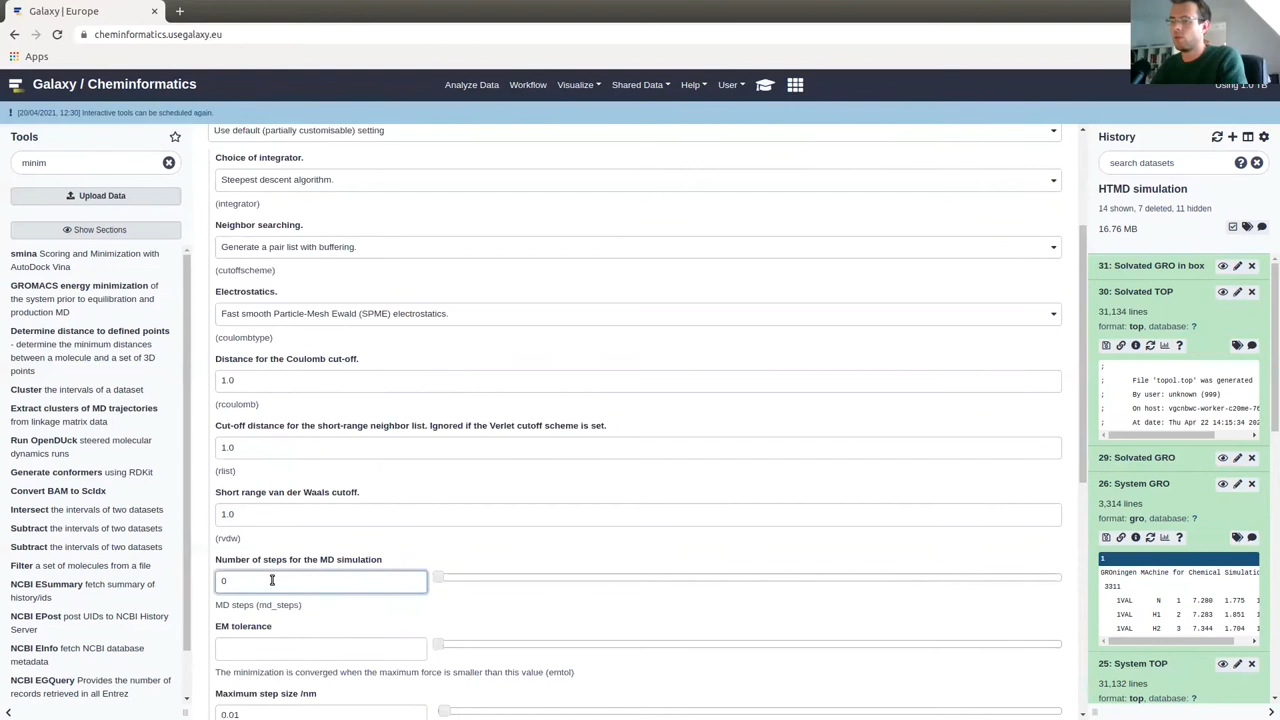 Galaxy | Europe
cheminformatics.usegalaxy.eu
Apps
Galaxy / Cheminformatics
Analyze Data
Workflow
Visualize
Shared Data
Help
User
[20/04/2021, 12:30] Interactive tools can be scheduled again.
Tools
minim
Upload Data
Show Sections
smina Scoring and Minimization with
AutoDock Vina
GROMACS energy minimization of
the system prior to equilibration and
production MD
Determine distance to defined points
- determine the minimum distances
between a molecule and a set of 3D
points
Cluster the intervals of a dataset
Extract clusters of MD trajectories
from linkage matrix data
Run OpenDUck steered molecular
dynamics runs
Generate conformers using RDKit
Convert BAM to ScIdx
Intersect the intervals of two datasets
Subtract the intervals of two datasets
Subtract the intervals of two datasets
Filter a set of molecules from a file
NCBI ESummary fetch summary of
history/ids
NCBI EPost post UIDs to NCBI History
Server
NCBI EInfo fetch NCBI database
metadata
NCBI EGQuery Provides the number of
records retrieved in all Entrez
Use default (partially customisable) setting
Choice of integrator.
Steepest descent algorithm.
(integrator)
Neighbor searching.
Generate a pair list with buffering.
(cutoffscheme)
Electrostatics.
Fast smooth Particle-Mesh Ewald (SPME) electrostatics.
(coulombtype)
Distance for the Coulomb cut-off.
1.0
(rcoulomb)
Cut-off distance for the short-range neighbor list. Ignored if the Verlet cutoff scheme is set.
1.0
(rlist)
Short range van der Waals cutoff.
1.0
(rvdw)
Number of steps for the MD simulation
0
MD steps (md_steps)
EM tolerance
The minimization is converged when the maximum force is smaller than this value (emtol)
Maximum step size /nm
0.01
History
search datasets
HTMD simulation
14 shown, 7 deleted, 11 hidden
16.76 MB
31: Solvated GRO in box
30: Solvated TOP
31,134 lines
format: top, database: ?
;
; File 'topol.top' was generated
; By user: unknown (999)
; On host: vgcnbwc-worker-c20me-76
; At date: Thu Apr 22 14:15:34 202
29: Solvated GRO
26: System GRO
3,314 lines
format: gro, database: ?
1
GROningen MAchine for Chemical Simulatio
3311
1VAL N 1 7.280 1.775
1VAL H1 2 7.283 1.851
1VAL H2 3 7.344 1.704
25: System TOP
31,132 lines
format: top, database: ?